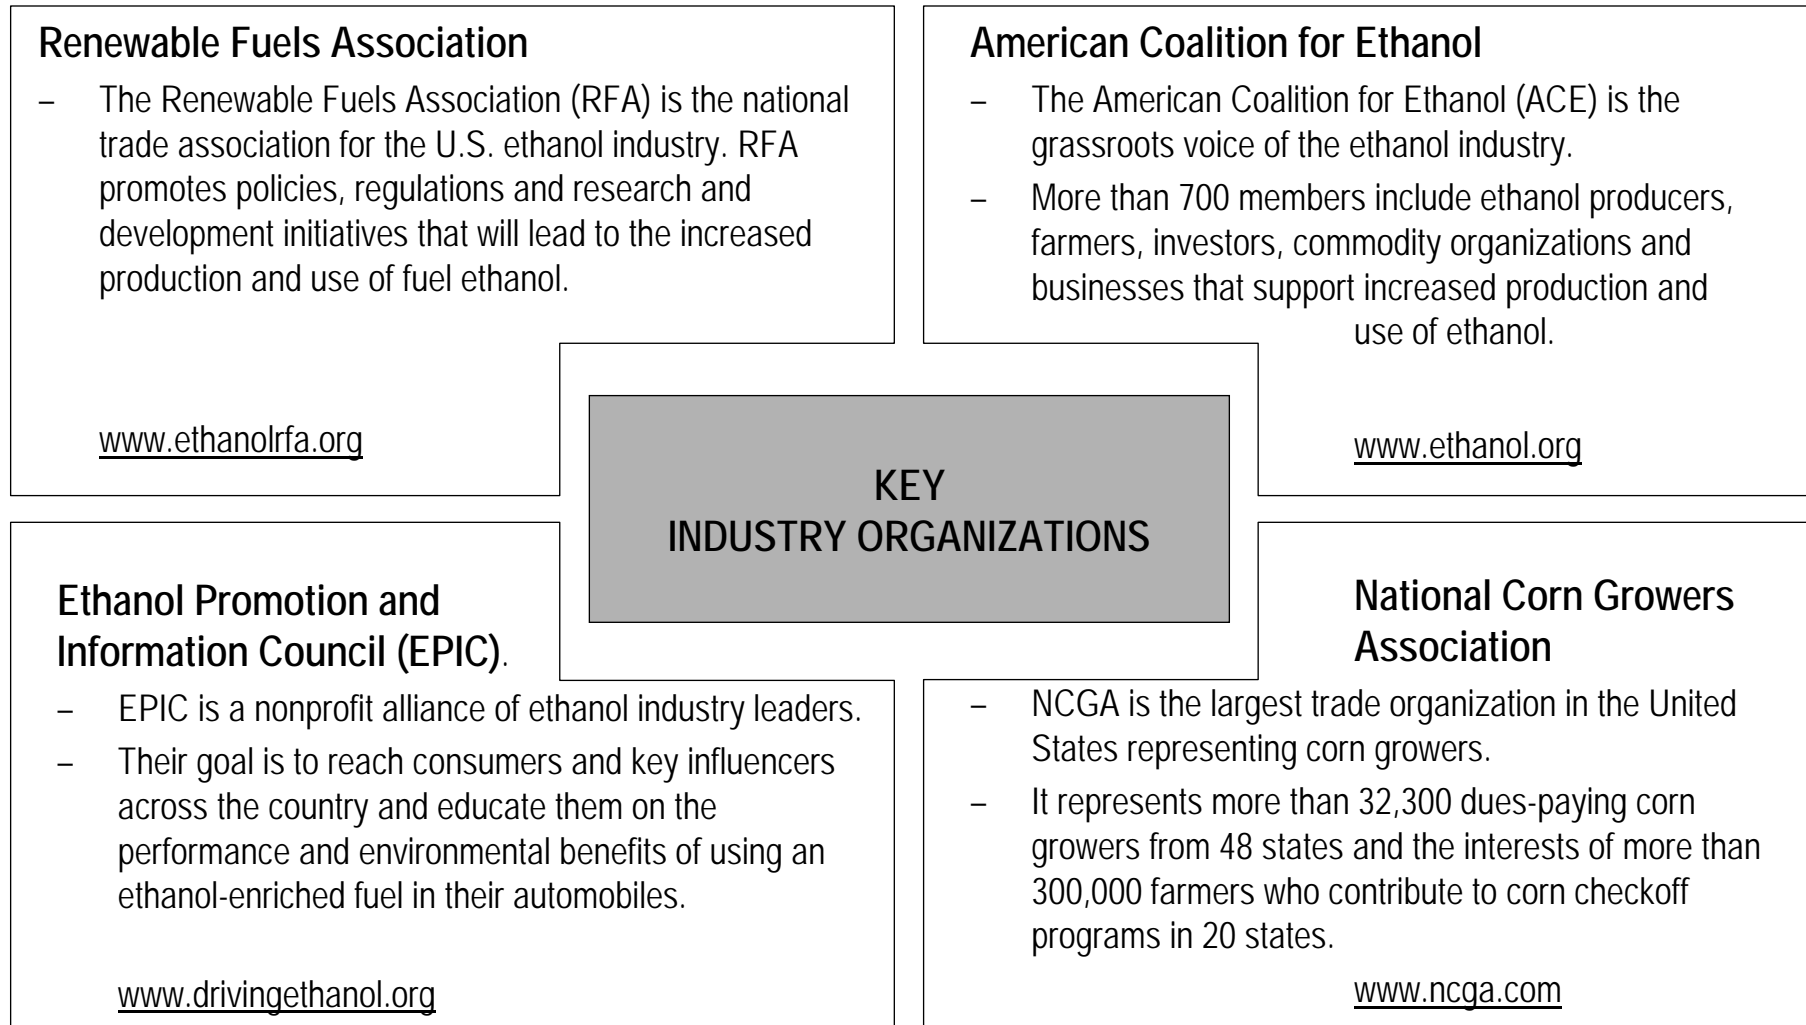 Renewable Fuels Association
– The Renewable Fuels Association (RFA) is the national
trade association for the U.S. ethanol industry. RFA
promotes policies, regulations and research and
development initiatives that will lead to the increased
production and use of fuel ethanol.
www.ethanolrfa.org
American Coalition for Ethanol
– The American Coalition for Ethanol (ACE) is the
grassroots voice of the ethanol industry.
– More than 700 members include ethanol producers,
farmers, investors, commodity organizations and
businesses that support increased production and
use of ethanol.
www.ethanol.org
KEY
INDUSTRY ORGANIZATIONS
Ethanol Promotion and
Information Council (EPIC).
– EPIC is a nonprofit alliance of ethanol industry leaders.
– Their goal is to reach consumers and key influencers
across the country and educate them on the
performance and environmental benefits of using an
ethanol-enriched fuel in their automobiles.
www.drivingethanol.org
National Corn Growers
Association
– NCGA is the largest trade organization in the United
States representing corn growers.
– It represents more than 32,300 dues-paying corn
growers from 48 states and the interests of more than
300,000 farmers who contribute to corn checkoff
programs in 20 states.
www.ncga.com